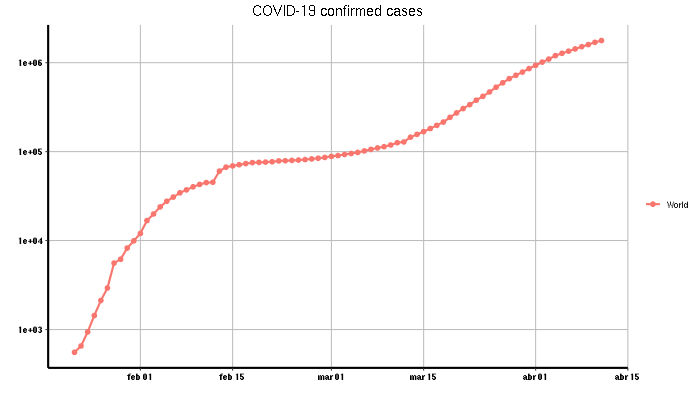 COVID-19 confirmed cases
1e+06
1e+05
1e+04
1e+03
World
feb 01 feb 15 mar 01 mar 15 abr 01 abr 15